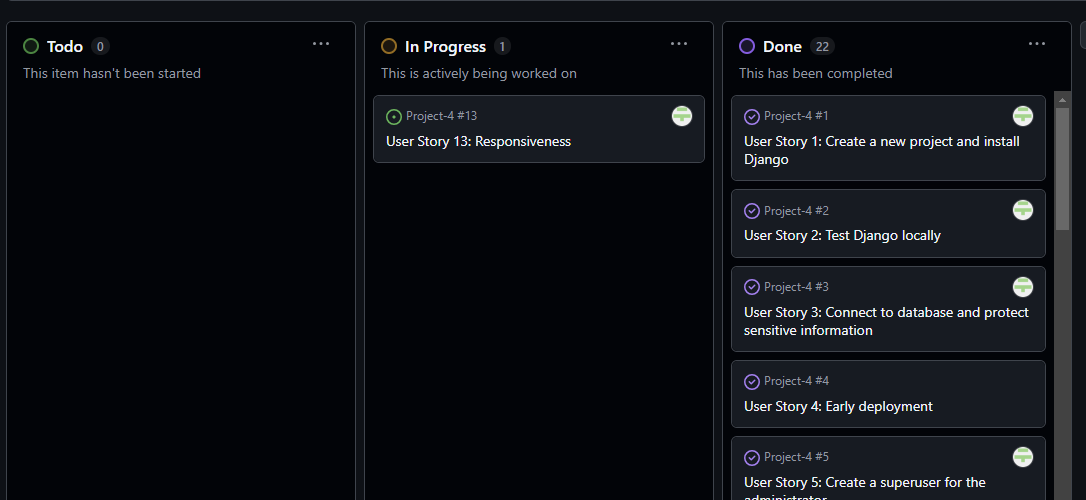 Todo 0
This item hasn't been started
In Progress 1
This is actively being worked on
Project-4 #13
User Story 13: Responsiveness
Done 22
This has been completed
Project-4 #1
User Story 1: Create a new project and install
Django
Project-4 #2
User Story 2: Test Django locally
Project-4 #3
User Story 3: Connect to database and protect
sensitive information
Project-4 #4
User Story 4: Early deployment
Project-4 #5
User Story 5: Create a superuser for the
administrator